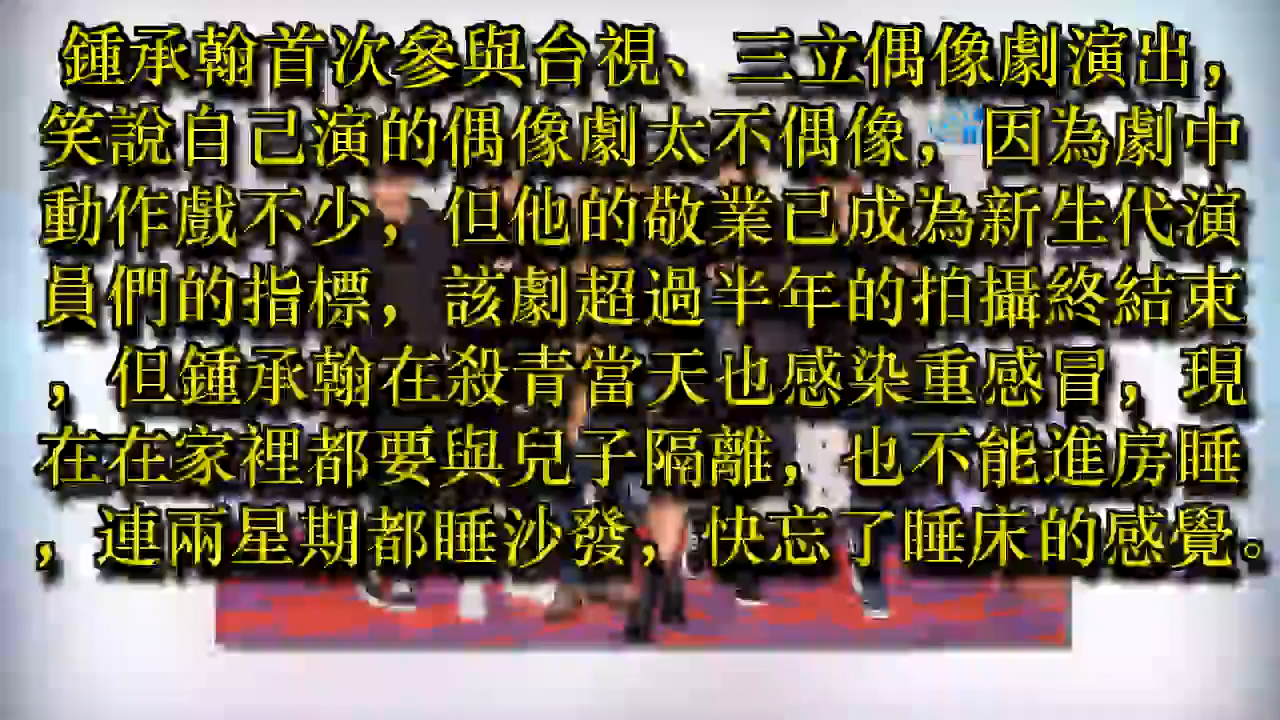 鍾承翰首次參與台視、三立偶像劇演出，
笑說自己演的偶像劇太不偶像，因為劇中
動作戲不少，但他的敬業已成為新生代演
員們的指標，該劇超過半年的拍攝終結束
，但鍾承翰在殺青當天也感染重感冒，現
在在家裡都要與兒子隔離，也不能進房睡
，連兩星期都睡沙發，快忘了睡床的感覺。